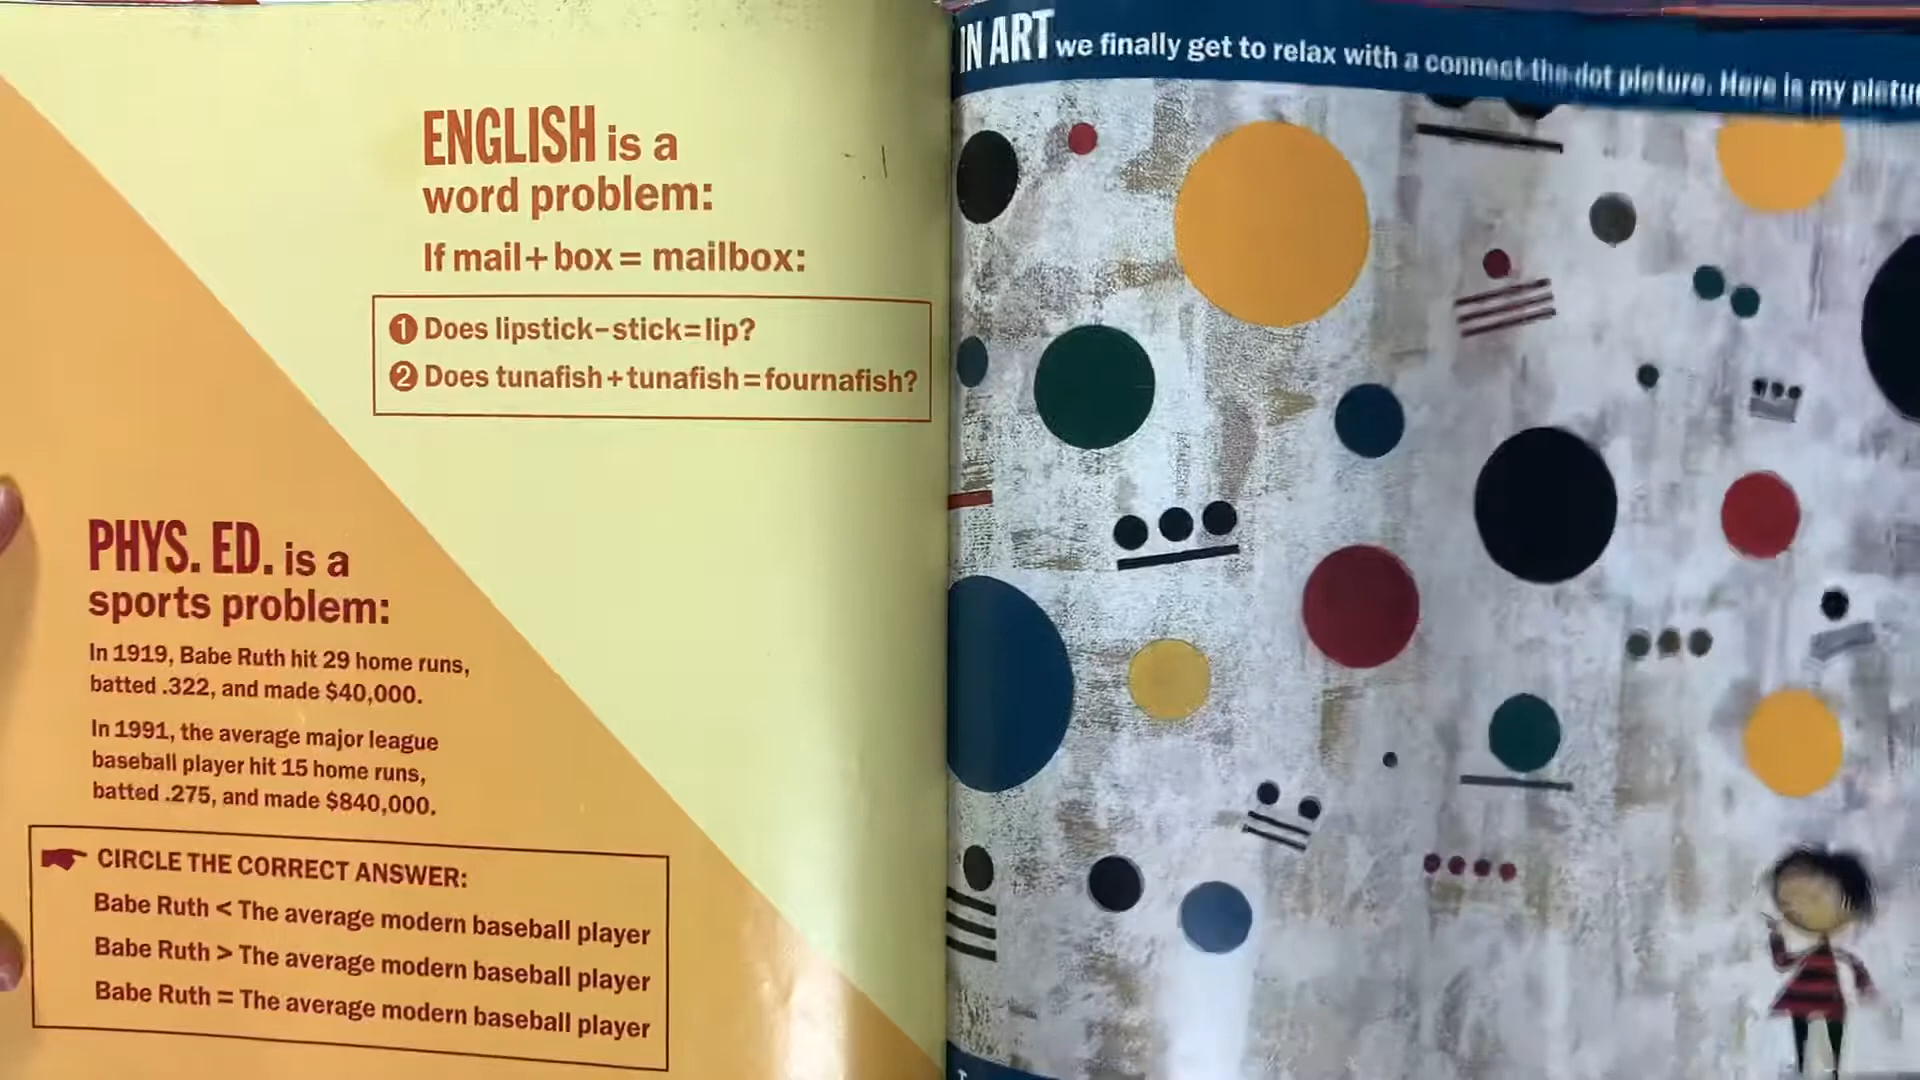 ENGLISH is a
word problem:
If mail+box= mailbox:
1 Does lipstick-stick=lip?
2 Does tunafish+tunafish=fournafish?
PHYS. ED. is a
sports problem:
In 1919, Babe Ruth hit 29 home runs,
batted .322, and made $40,000.
In 1991, the average major league
baseball player hit 15 home runs,
batted .275, and made $840,000.
CIRCLE THE CORRECT ANSWER:
Babe Ruth < The average modern baseball player
Babe Ruth > The average modern baseball player
Babe Ruth = The average modern baseball player
IN ART we finally get to relax with a connect-the-dot picture. Here is my